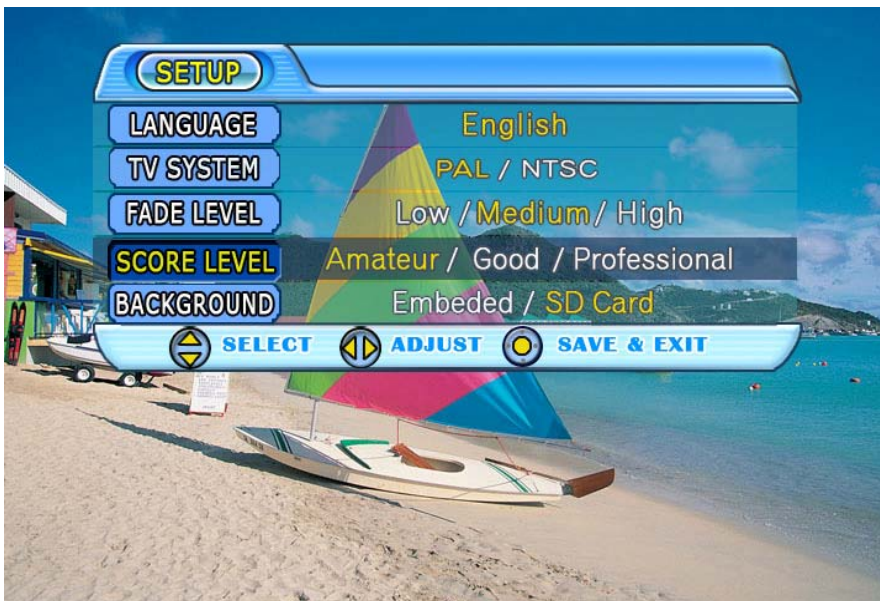 SETUP
LANGUAGE English
TV SYSTEM PAL / NTSC
FADE LEVEL Low / Medium / High
SCORE LEVEL Amateur / Good / Professional
BACKGROUND Embeded / SD Card
SELECT ADJUST SAVE & EXIT